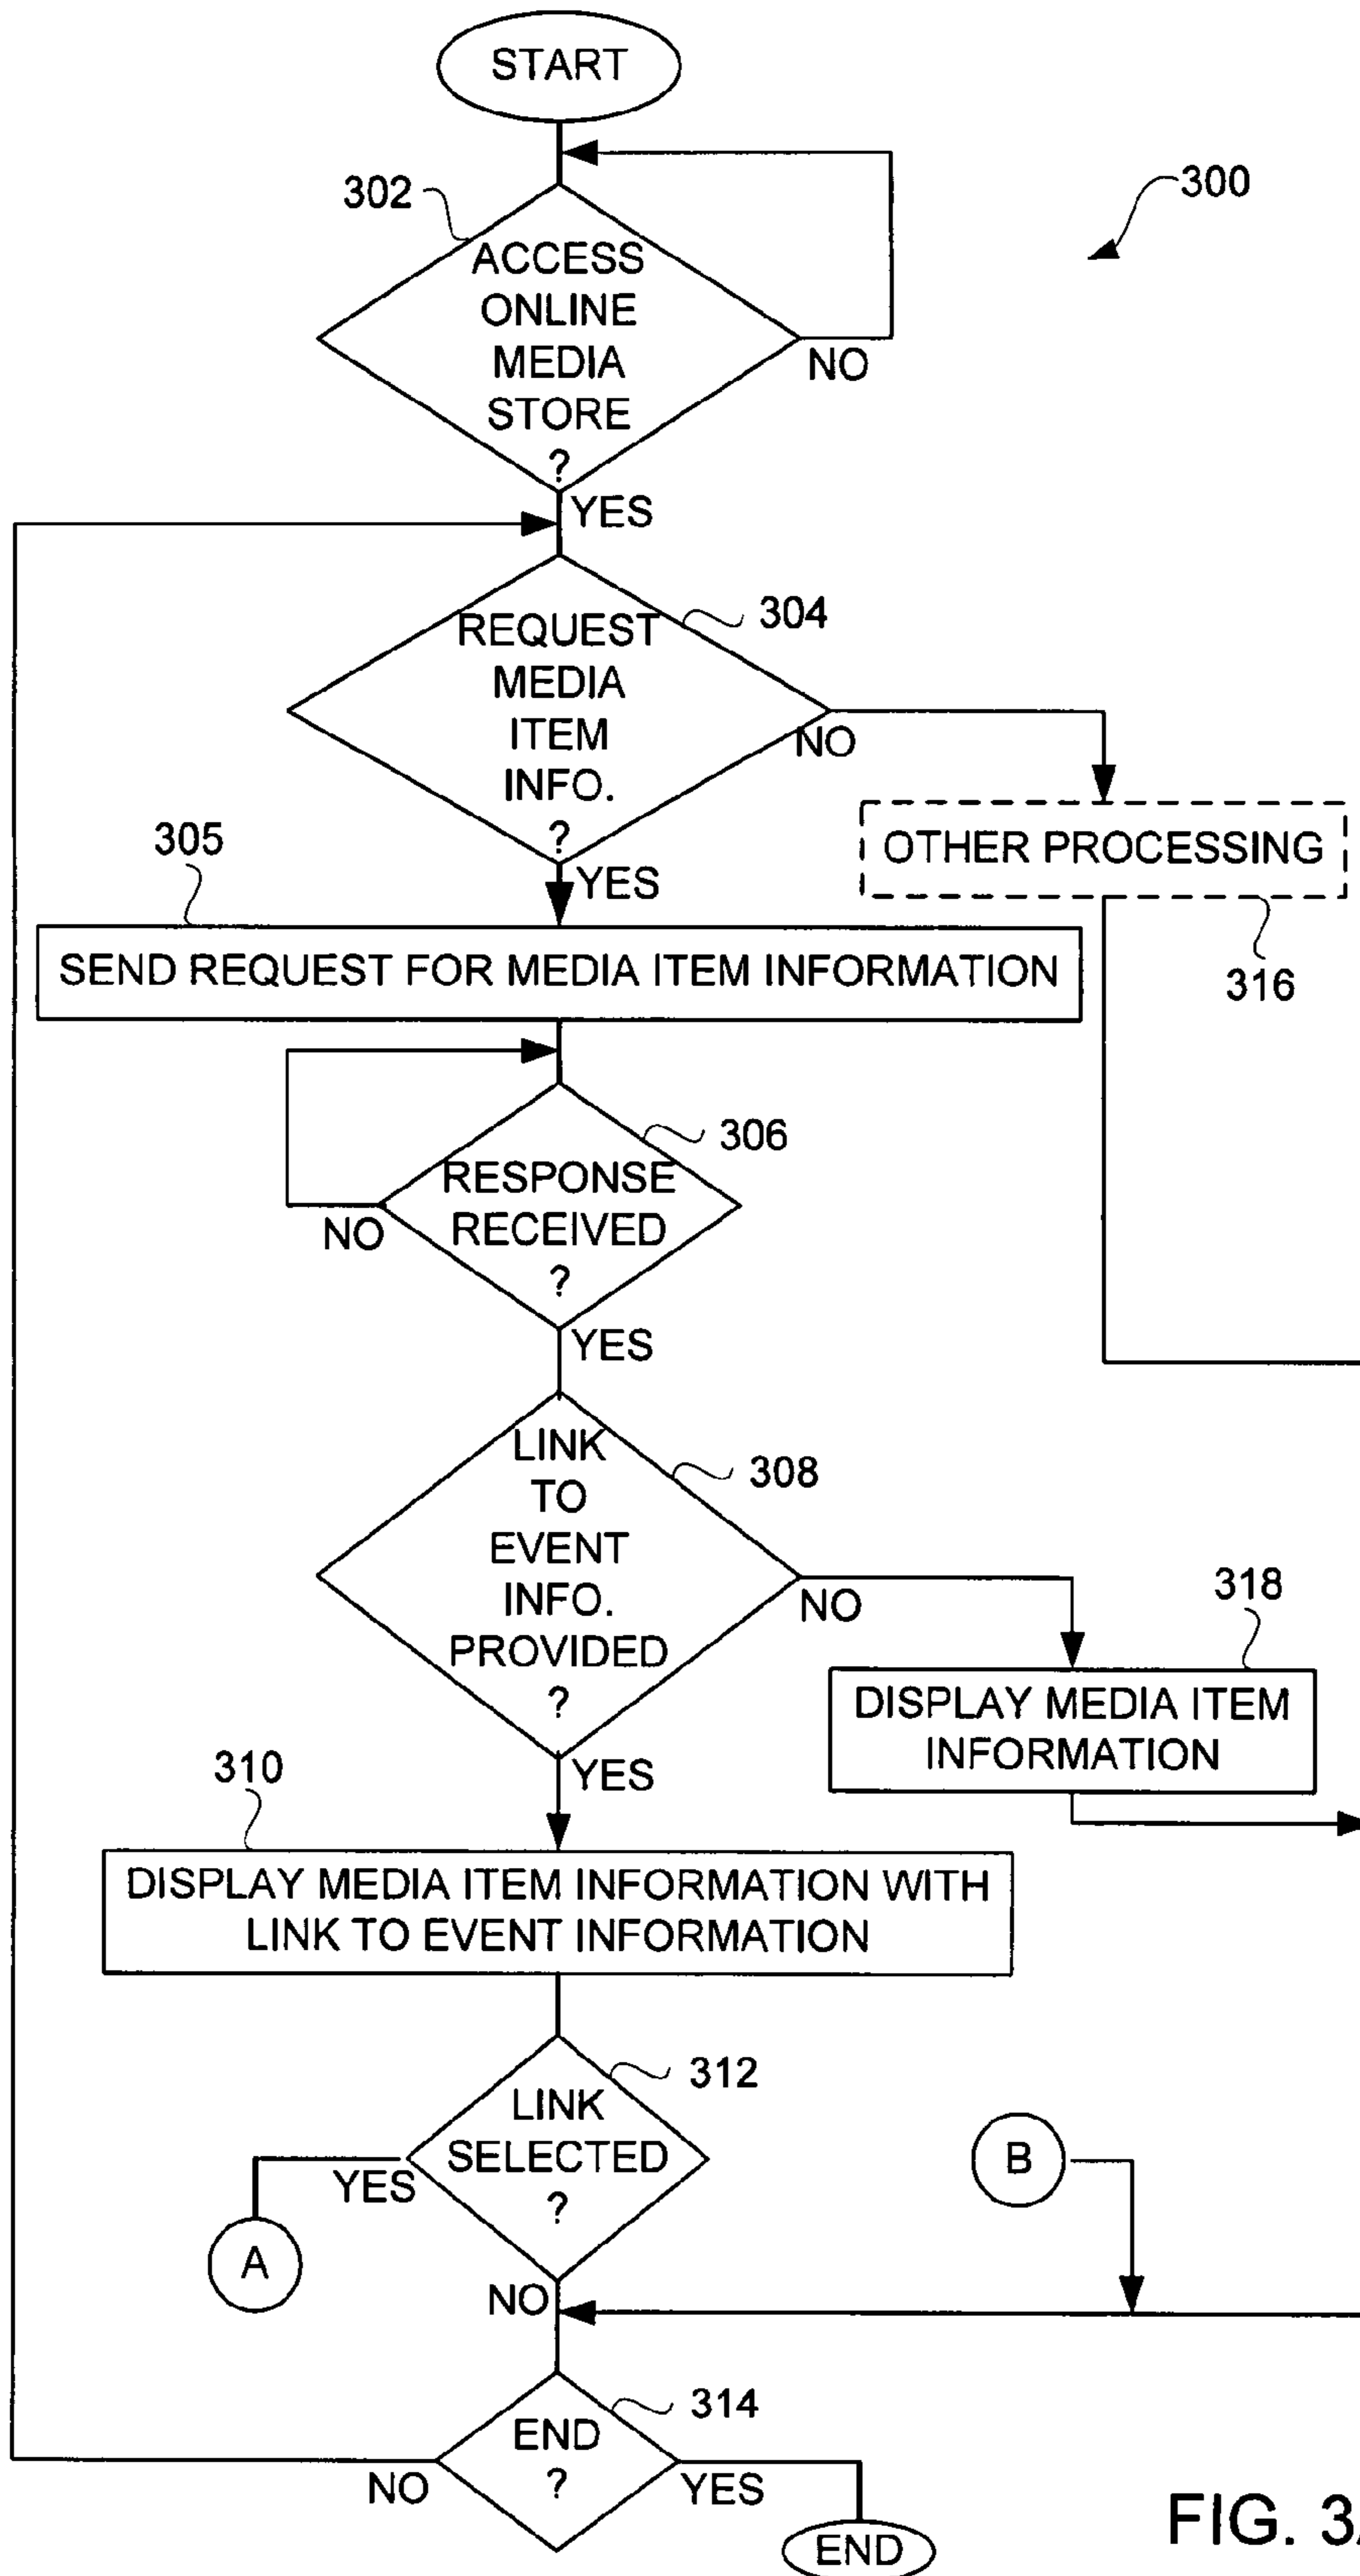 START
302
300
ACCESS
ONLINE
MEDIA
STORE
?
NO
YES
304
REQUEST
MEDIA
ITEM
INFO.
?
NO
YES
305
OTHER PROCESSING
316
SEND REQUEST FOR MEDIA ITEM INFORMATION
306
RESPONSE
RECEIVED
?
NO
YES
308
LINK
TO
EVENT
INFO.
PROVIDED
?
NO
YES
318
DISPLAY MEDIA ITEM
INFORMATION
310
DISPLAY MEDIA ITEM INFORMATION WITH
LINK TO EVENT INFORMATION
312
LINK
SELECTED
?
YES
A
B
NO
314
END
?
NO
YES
END
FIG.